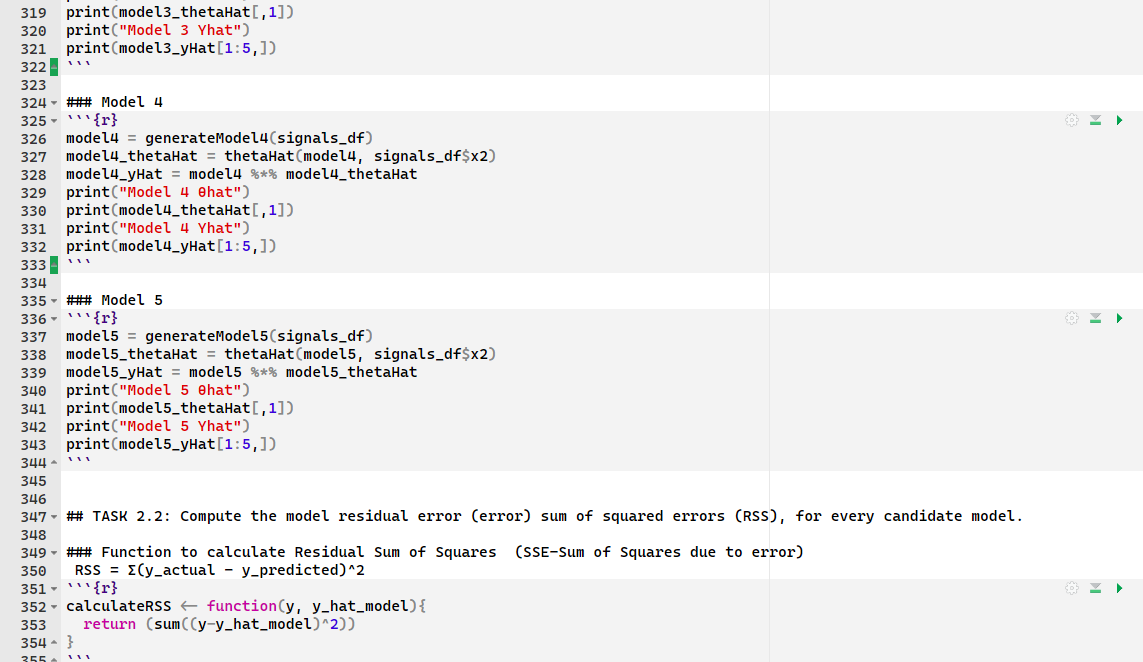 319 print(model3_thetaHat[,1])
320 print("Model 3 Yhat")
321 print(model3_yHat[1:5,])
322 ```
323
324 ### Model 4
325 ```{r}
326 model4 = generateModel4(signals_df)
327 model4_thetaHat = thetaHat(model4, signals_df$x2)
328 model4_yHat = model4 %*% model4_thetaHat
329 print("Model 4 θhat")
330 print(model4_thetaHat[,1])
331 print("Model 4 Yhat")
332 print(model4_yHat[1:5,])
333 ```
334
335 ### Model 5
336 ```{r}
337 model5 = generateModel5(signals_df)
338 model5_thetaHat = thetaHat(model5, signals_df$x2)
339 model5_yHat = model5 %*% model5_thetaHat
340 print("Model 5 θhat")
341 print(model5_thetaHat[,1])
342 print("Model 5 Yhat")
343 print(model5_yHat[1:5,])
344 ```
345
346
347 ## TASK 2.2: Compute the model residual error (error) sum of squared errors (RSS), for every candidate model.
348
349 ### Function to calculate Residual Sum of Squares  (SSE-Sum of Squares due to error)
350  RSS = Σ(y_actual - y_predicted)^2
351 ```{r}
352 calculateRSS <- function(y, y_hat_model){
353   return (sum((y-y_hat_model)^2))
354 }
355 ```